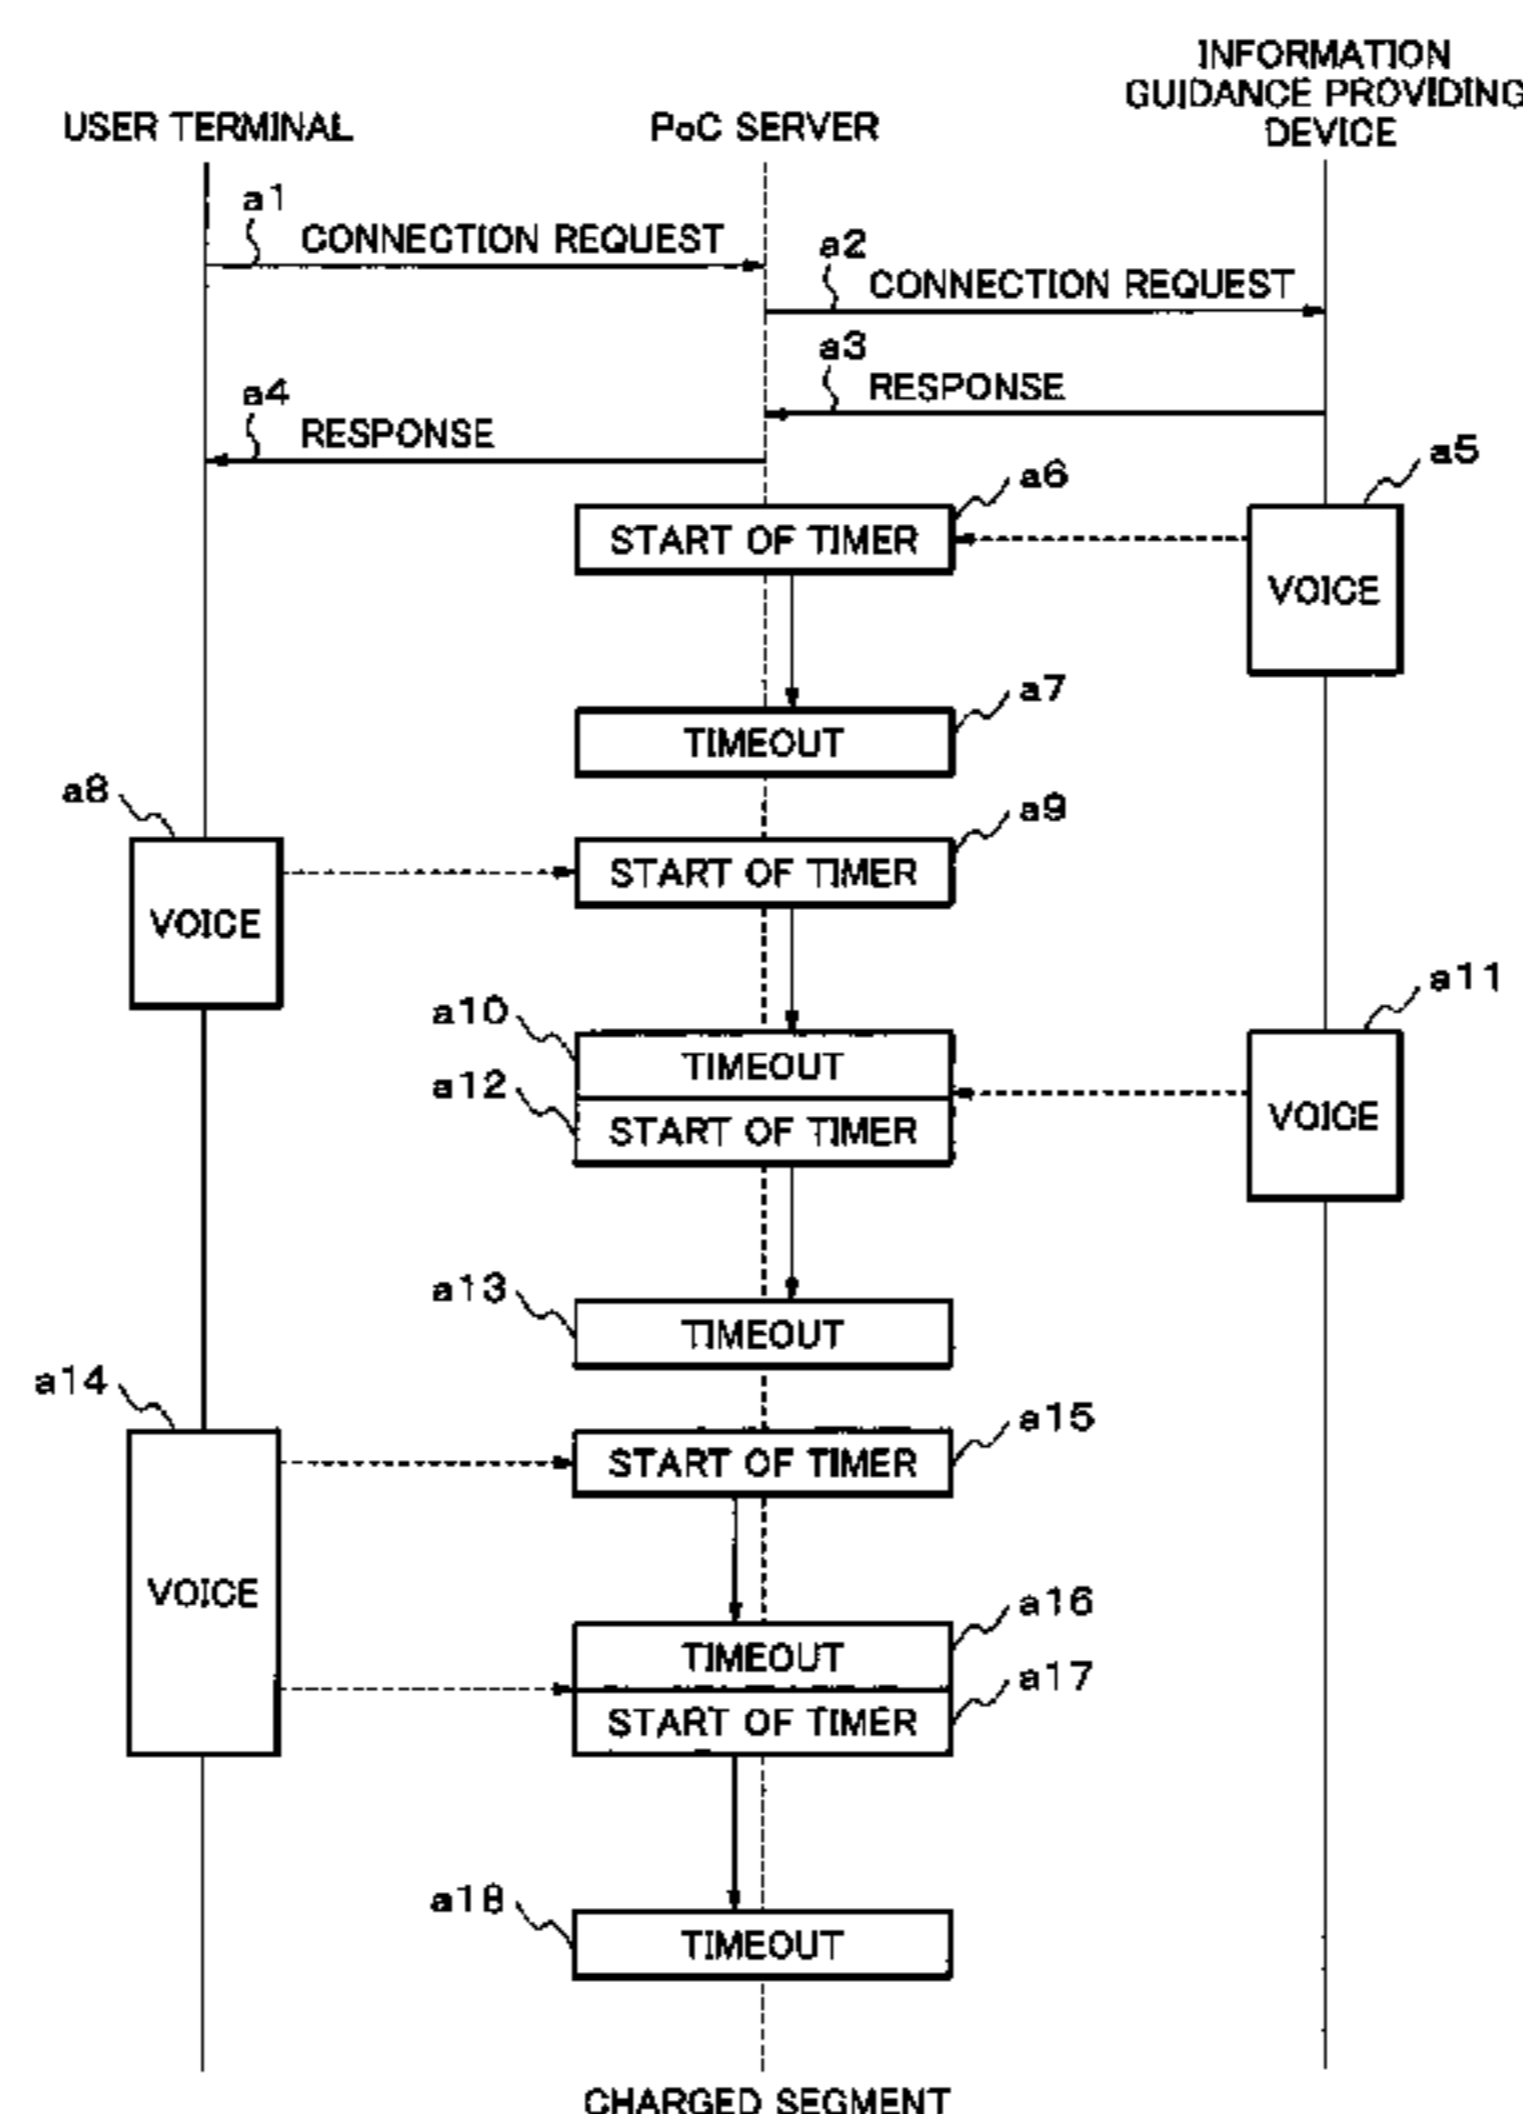 INFORMATION
GUIDANCE PROVIDING
DEVICE
USER TERMINAL
PoC SERVER
a1
CONNECTION REQUEST
a2
CONNECTION REQUEST
a3
RESPONSE
a4
RESPONSE
a5
a6
START OF TIMER
VOICE
a7
TIMEOUT
a8
a9
START OF TIMER
VOICE
a11
a10
TIMEOUT
a12
VOICE
START OF TIMER
a13
TIMEOUT
a14
a15
START OF TIMER
VOICE
a16
TIMEOUT
a17
START OF TIMER
a18
TIMEOUT
CHARGED SEGMENT